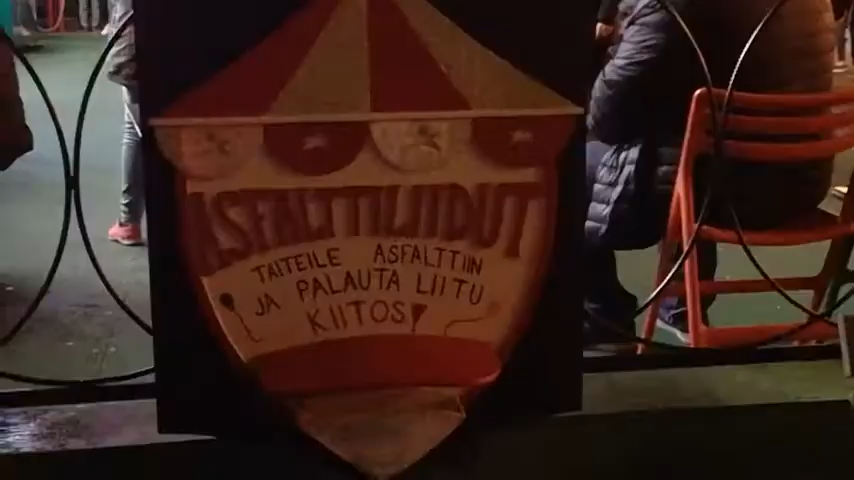 ASFALTTILIIDUT
TAITEILE ASFALTTIIN
JA PALAUTA LIITU
KIITOS!